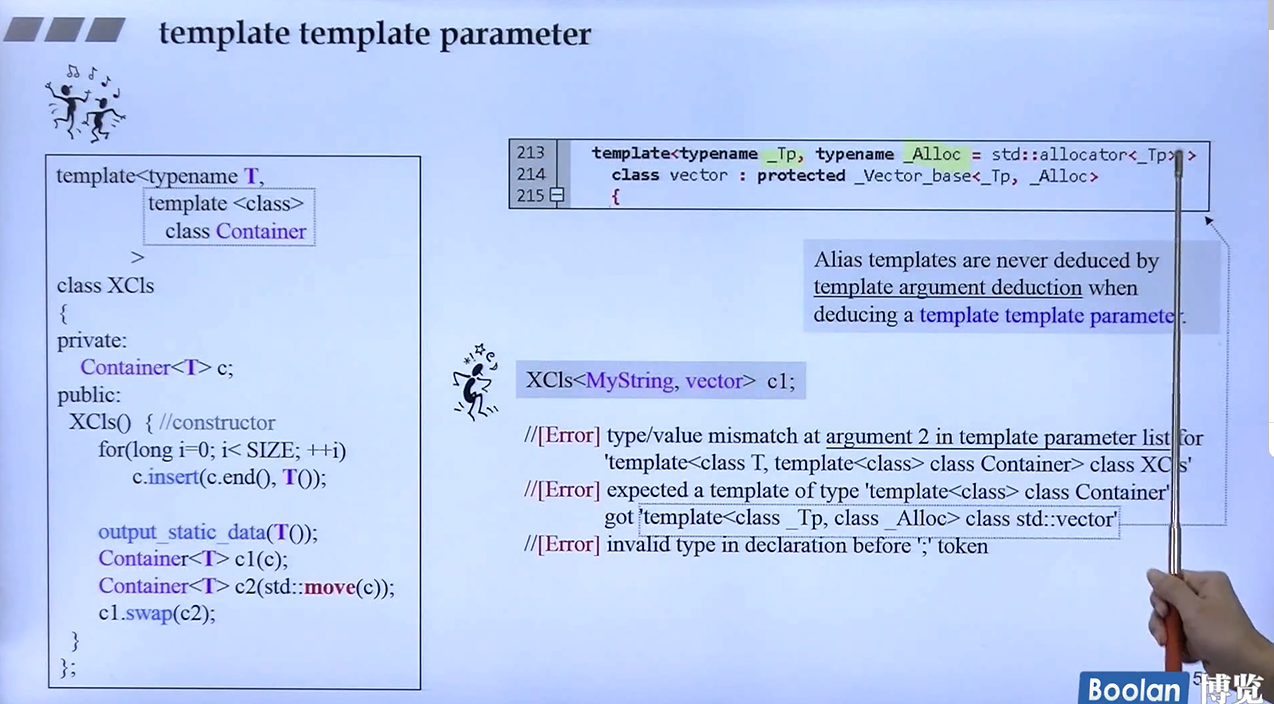 template template parameter
template<typename T,
template <class>
class Container
>
class XCls
{
private:
Container<T> c;
public:
XCls() { //constructor
for(long i=0; i< SIZE; ++i)
c.insert(c.end(), T());
output_static_data(T());
Container<T> c1(c);
Container<T> c2(std::move(c));
c1.swap(c2);
}
};
213 template<typename _Tp, typename _Alloc = std::allocator<_Tp> >
214 class vector : protected _Vector_base<_Tp, _Alloc>
215 {
Alias templates are never deduced by
template argument deduction when
deducing a template template parameter.
XCls<MyString, vector> c1;
//[Error] type/value mismatch at argument 2 in template parameter list for
'template<class T, template<class> class Container> class XCls'
//[Error] expected a template of type 'template<class> class Container'
got 'template<class _Tp, class _Alloc> class std::vector'
//[Error] invalid type in declaration before ';' token
5
Boolan 博览